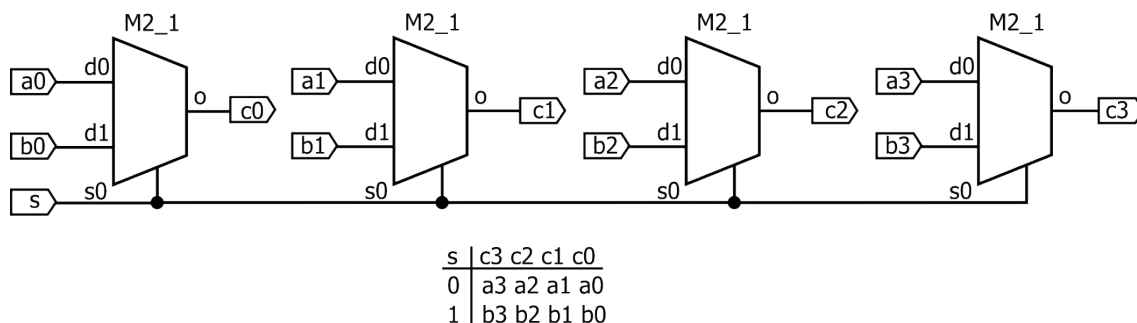 M2_1 M2_1 M2_1 M2_1
a0 d0 a1 d0 a2 d0 a3 d0
o c0 o c1 o c2 o c3
b0 d1 b1 d1 b2 d1 b3 d1
s s0 s0 s0 s0
s c3 c2 c1 c0
0 a3 a2 a1 a0
1 b3 b2 b1 b0